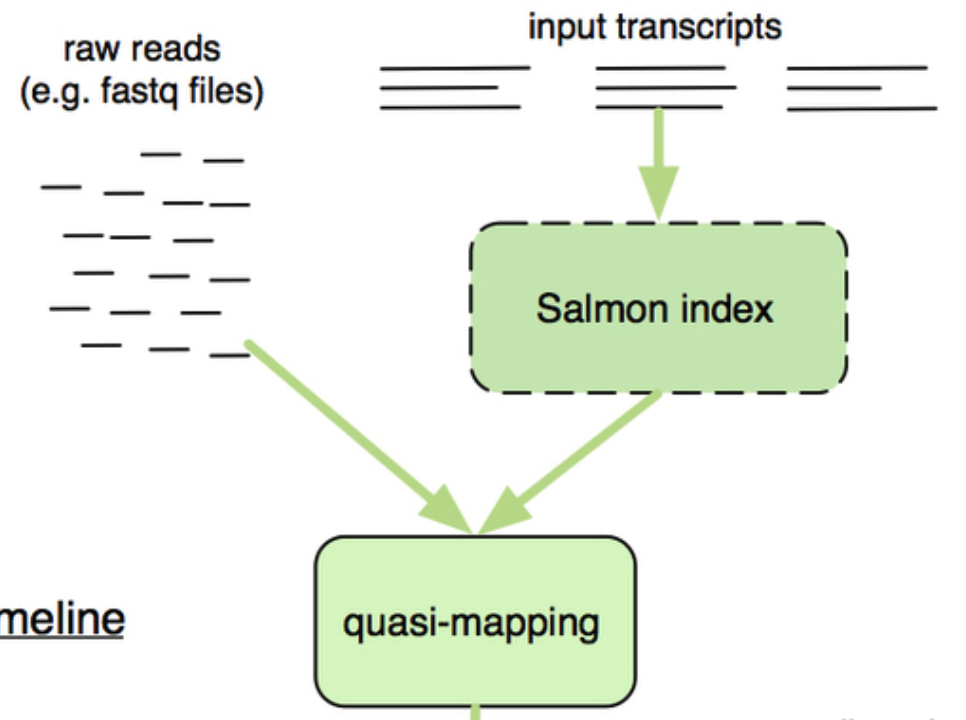 input transcripts
raw reads
(e.g. fastq files)
Salmon index
quasi-mapping
meline